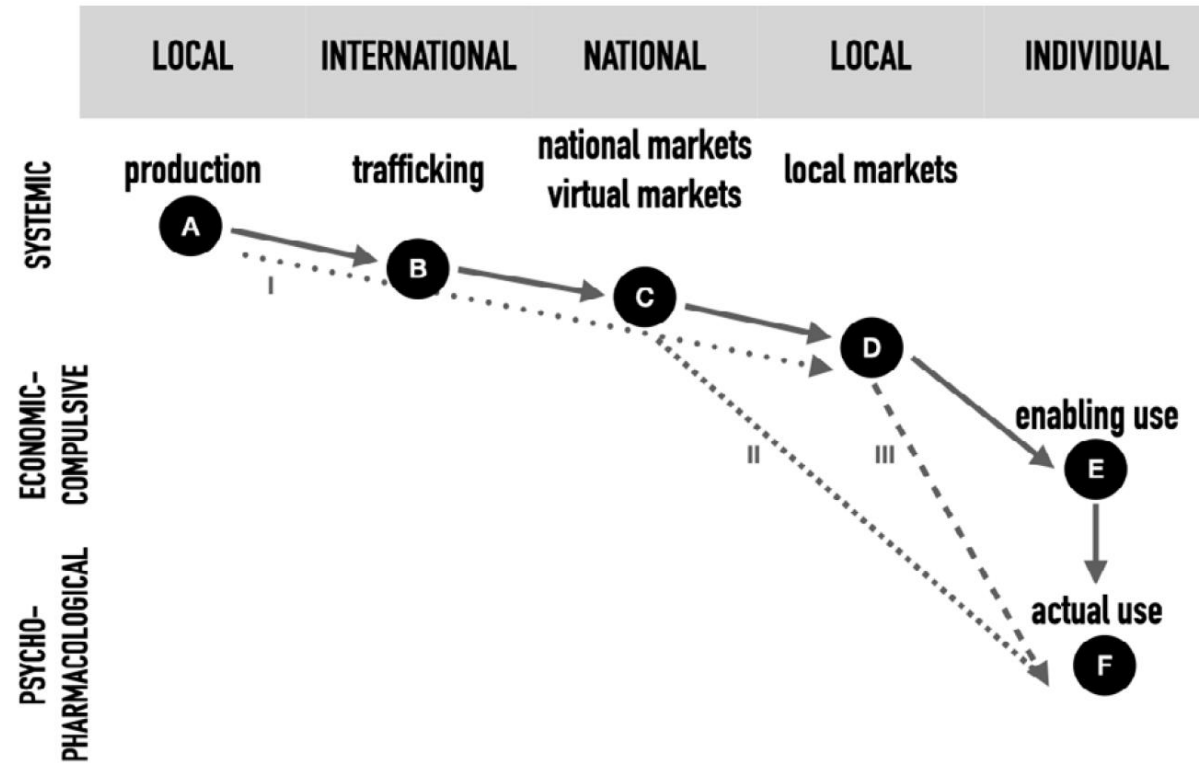 LOCAL
INTERNATIONAL
NATIONAL
LOCAL
INDIVIDUAL
SYSTEMIC
production
trafficking
national markets
virtual markets
local markets
A
B
C
D
I
ECONOMIC–
COMPULSIVE
enabling use
E
II
III
PSYCHO–
PHARMACOLOGICAL
actual use
F